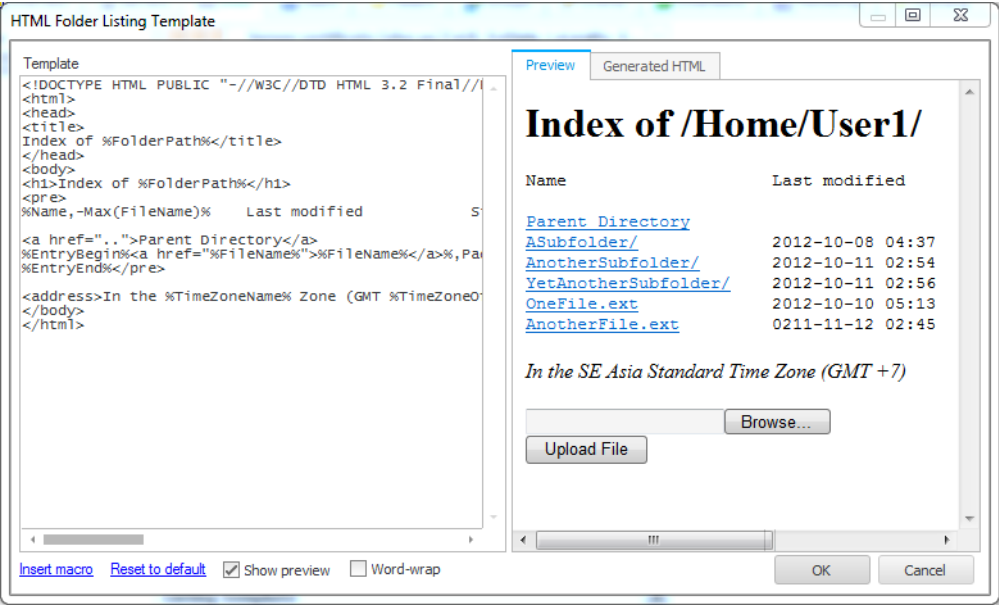 HTML Folder Listing Template
Template
<!DOCTYPE HTML PUBLIC "-//W3C//DTD HTML 3.2 Final//
<html>
<head>
<title>
Index of %FolderPath%</title>
</head>
<body>
<h1>Index of %FolderPath%</h1>
<pre>
%Name,-Max(FileName)% Last modified
<a href="..">Parent Directory</a>
%EntryBegin%<a href="%FileName%">%FileName%</a>%,Pa
%EntryEnd%</pre>
<address>In the %TimeZoneName% Zone (GMT %TimeZoneO
</body>
</html>
Preview Generated HTML
Index of /Home/User1/
Name Last modified
Parent Directory
ASubfolder/ 2012-10-08 04:37
AnotherSubfolder/ 2012-10-11 02:54
YetAnotherSubfolder/ 2012-10-11 02:56
OneFile.ext 2012-10-10 05:13
AnotherFile.ext 0211-11-12 02:45
In the SE Asia Standard Time Zone (GMT +7)
Browse...
Upload File
Insert macro Reset to default Show preview Word-wrap OK Cancel